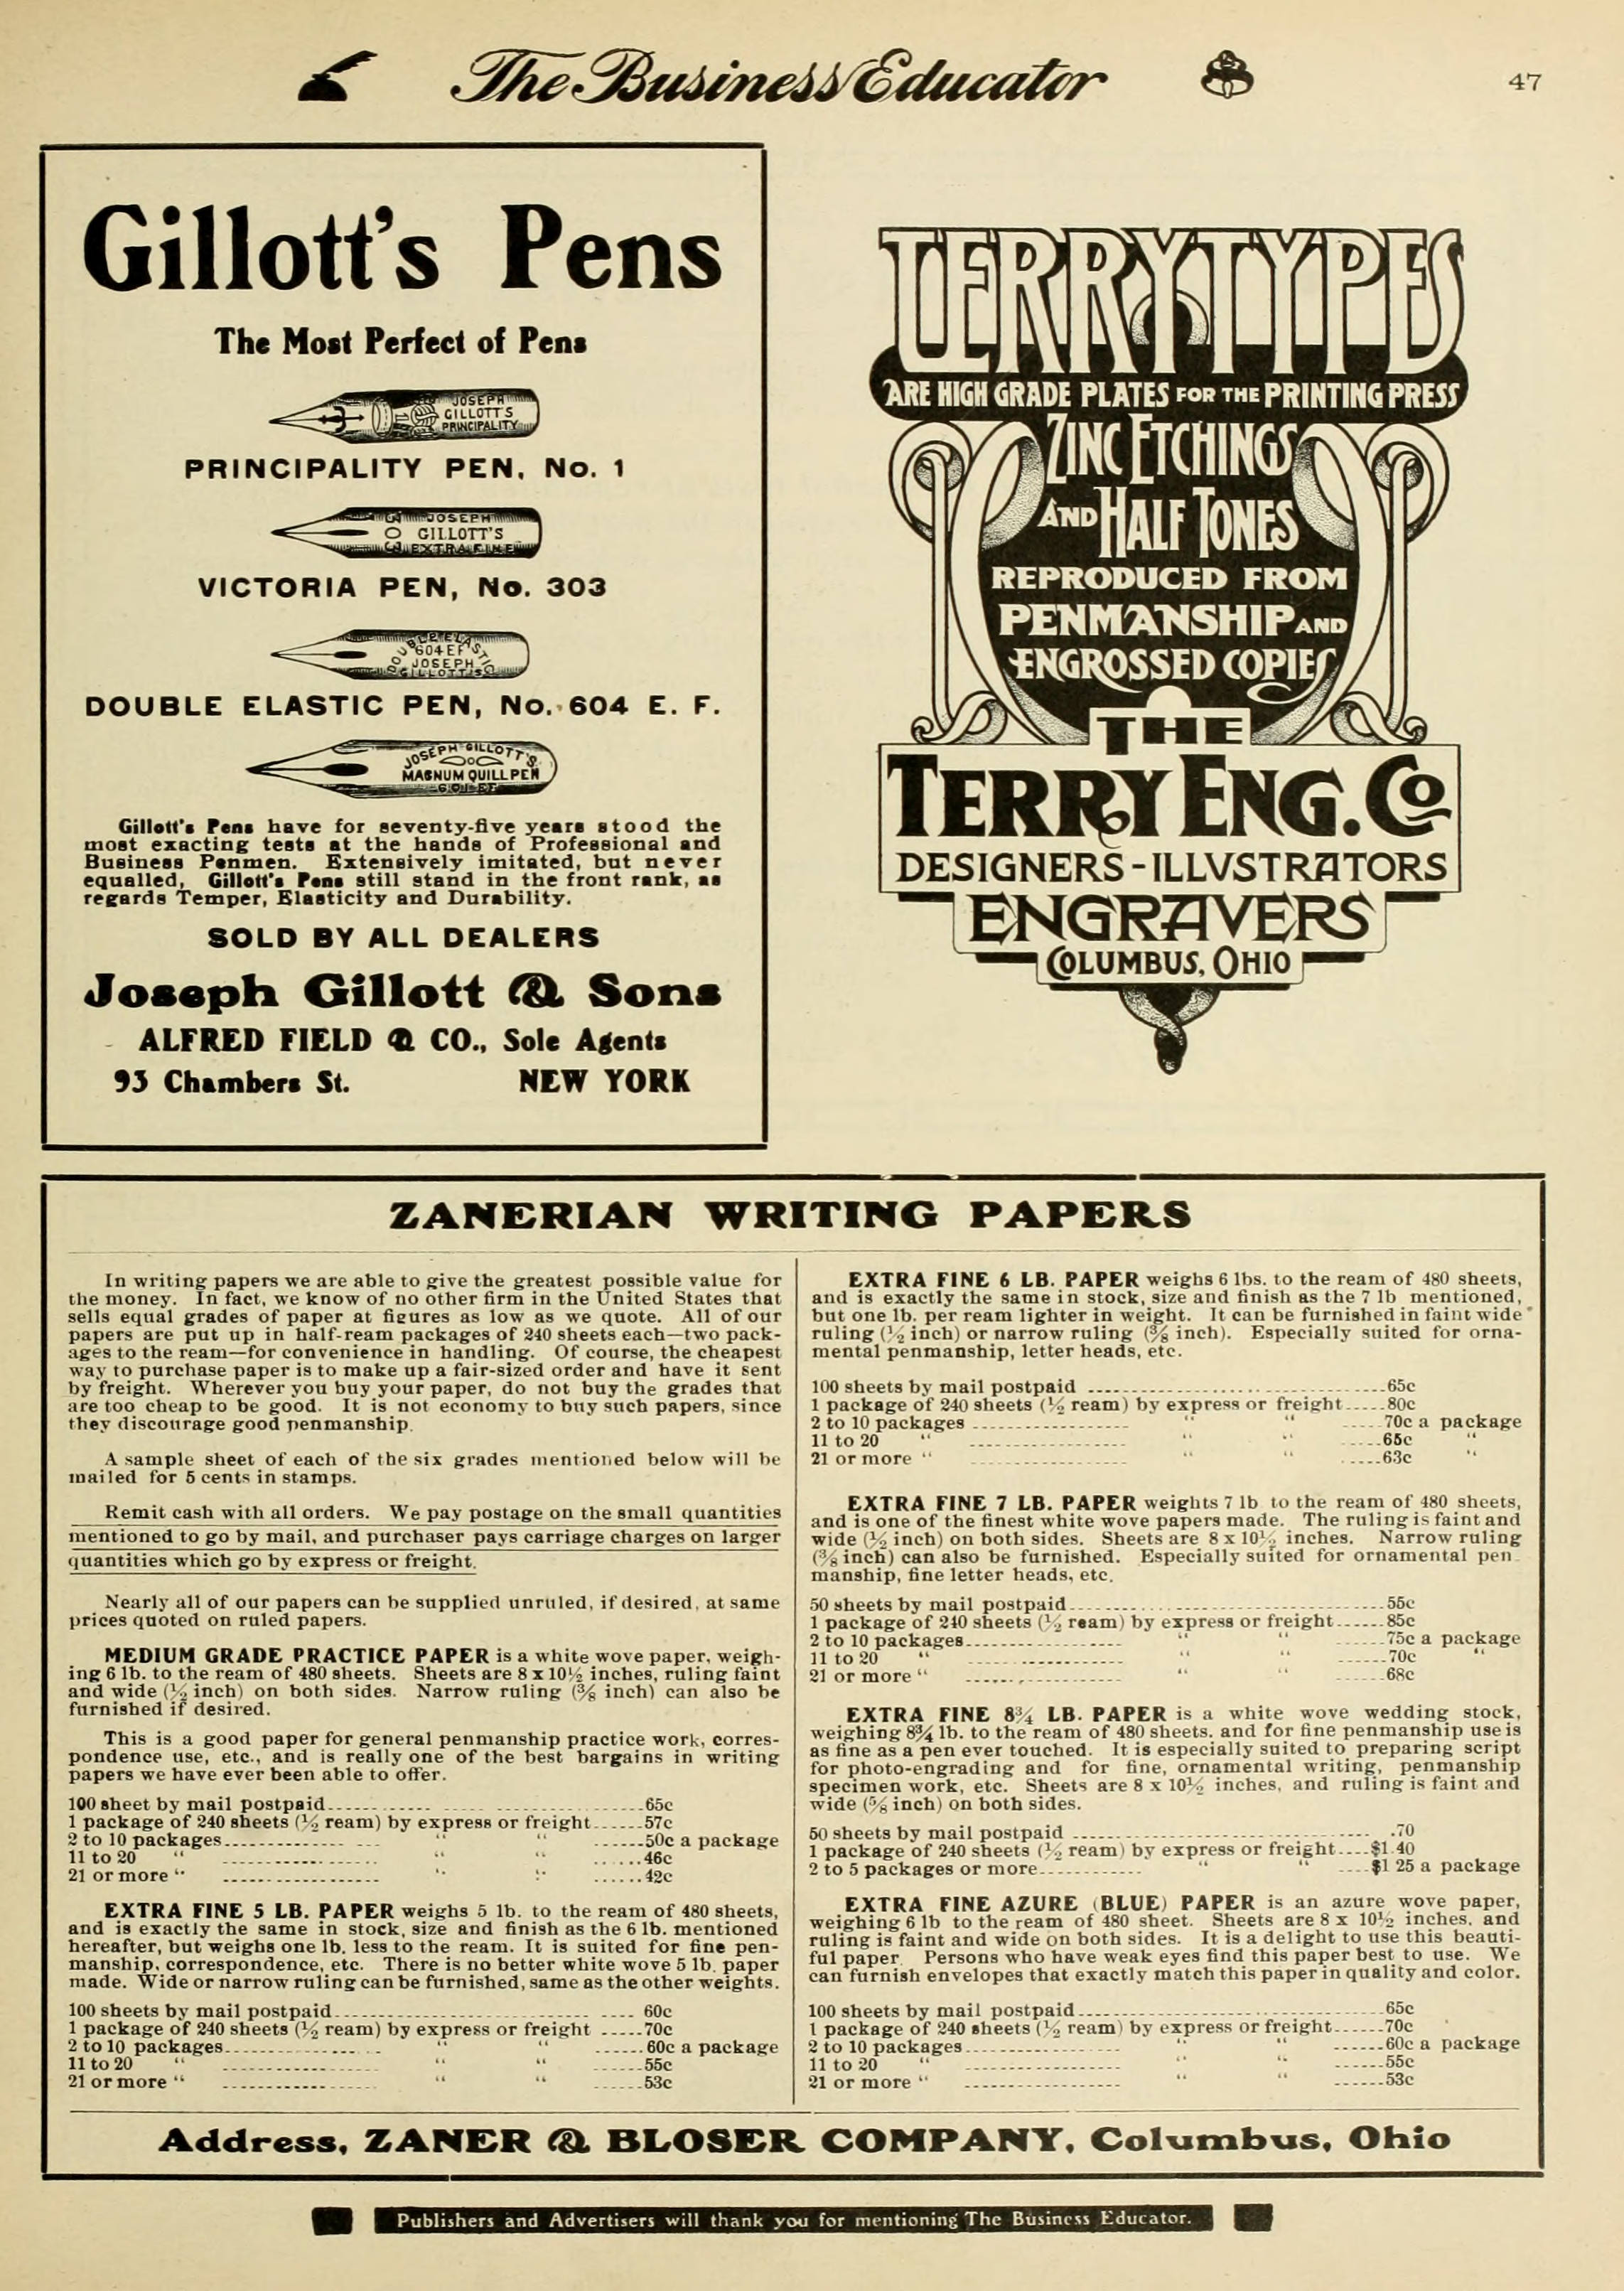 The Business Educator
47
Gillott's Pens
The Most Perfect of Pens
JOSEPH
GILLOTT'S
PRINCIPALITY
1
PRINCIPALITY PEN, No. 1
303
JOSEPH
GILLOTT'S
EXTRA FINE
VICTORIA PEN, No. 303
DOUBLE ELASTIC
604 EF
JOSEPH
GILLOTT'S
DOUBLE ELASTIC PEN, No. 604 E. F.
JOSEPH GILLOTT'S
MAGNUM QUILL PEN
601 EF
Gillott's Pens have for seventy-five years stood the
most exacting tests at the hands of Professional and
Business Penmen. Extensively imitated, but never
equalled, Gillott's Pens still stand in the front rank, as
regards Temper, Elasticity and Durability.
SOLD BY ALL DEALERS
Joseph Gillott & Sons
ALFRED FIELD & CO., Sole Agents
93 Chambers St. NEW YORK
TERRYTYPES
ARE HIGH GRADE PLATES FOR THE PRINTING PRESS
ZINC ETCHINGS
AND HALF TONES
REPRODUCED FROM
PENMANSHIP AND
ENGROSSED COPIES
THE
TERRY ENG. Co
DESIGNERS-ILLVSTRATORS
ENGRAVERS
COLUMBUS, OHIO
ZANERIAN WRITING PAPERS
In writing papers we are able to give the greatest possible value for
the money. In fact, we know of no other firm in the United States that
sells equal grades of paper at figures as low as we quote. All of our
papers are put up in half-ream packages of 240 sheets each—two pack-
ages to the ream—for convenience in handling. Of course, the cheapest
way to purchase paper is to make up a fair-sized order and have it sent
by freight. Wherever you buy your paper, do not buy the grades that
are too cheap to be good. It is not economy to buy such papers, since
they discourage good penmanship.
A sample sheet of each of the six grades mentioned below will be
mailed for 5 cents in stamps.
Remit cash with all orders. We pay postage on the small quantities
mentioned to go by mail, and purchaser pays carriage charges on larger
quantities which go by express or freight.
Nearly all of our papers can be supplied unruled, if desired, at same
prices quoted on ruled papers.
MEDIUM GRADE PRACTICE PAPER is a white wove paper, weigh-
ing 6 lb. to the ream of 480 sheets. Sheets are 8 x 10½ inches, ruling faint
and wide (½ inch) on both sides. Narrow ruling (⅜ inch) can also be
furnished if desired.
This is a good paper for general penmanship practice work, corres-
pondence use, etc., and is really one of the best bargains in writing
papers we have ever been able to offer.
100 sheet by mail postpaid 65c
1 package of 240 sheets (½ ream) by express or freight 57c
2 to 10 packages " " 50c a package
11 to 20 " " " 46c
21 or more " " " 42c
EXTRA FINE 5 LB. PAPER weighs 5 lb. to the ream of 480 sheets,
and is exactly the same in stock, size and finish as the 6 lb. mentioned
hereafter, but weighs one lb. less to the ream. It is suited for fine pen-
manship, correspondence, etc. There is no better white wove 5 lb. paper
made. Wide or narrow ruling can be furnished, same as the other weights.
100 sheets by mail postpaid 60c
1 package of 240 sheets (½ ream) by express or freight 70c
2 to 10 packages " " 60c a package
11 to 20 " " " 55c
21 or more " " " 53c
EXTRA FINE 6 LB. PAPER weighs 6 lbs. to the ream of 480 sheets,
and is exactly the same in stock, size and finish as the 7 lb mentioned,
but one lb. per ream lighter in weight. It can be furnished in faint wide
ruling (½ inch) or narrow ruling (⅜ inch). Especially suited for orna-
mental penmanship, letter heads, etc.
100 sheets by mail postpaid 65c
1 package of 240 sheets (½ ream) by express or freight 80c
2 to 10 packages " " 70c a package
11 to 20 " " " 65c "
21 or more " " " 63c "
EXTRA FINE 7 LB. PAPER weights 7 lb to the ream of 480 sheets,
and is one of the finest white wove papers made. The ruling is faint and
wide (½ inch) on both sides. Sheets are 8 x 10½ inches. Narrow ruling
(⅜ inch) can also be furnished. Especially suited for ornamental pen-
manship, fine letter heads, etc.
50 sheets by mail postpaid 55c
1 package of 240 sheets (½ ream) by express or freight 85c
2 to 10 packages " " 75c a package
11 to 20 " " " 70c "
21 or more " " " 68c
EXTRA FINE 8¾ LB. PAPER is a white wove wedding stock,
weighing 8¾ lb. to the ream of 480 sheets, and for fine penmanship use is
as fine as a pen ever touched. It is especially suited to preparing script
for photo-engrading and for fine, ornamental writing, penmanship
specimen work, etc. Sheets are 8 x 10½ inches, and ruling is faint and
wide (⅝ inch) on both sides.
50 sheets by mail postpaid .70
1 package of 240 sheets (½ ream) by express or freight $1 40
2 to 5 packages or more " " $1 25 a package
EXTRA FINE AZURE (BLUE) PAPER is an azure wove paper,
weighing 6 lb to the ream of 480 sheet. Sheets are 8 x 10½ inches, and
ruling is faint and wide on both sides. It is a delight to use this beauti-
ful paper. Persons who have weak eyes find this paper best to use. We
can furnish envelopes that exactly match this paper in quality and color.
100 sheets by mail postpaid 65c
1 package of 240 sheets (½ ream) by express or freight 70c
2 to 10 packages " " 60c a package
11 to 20 " " " 55c
21 or more " " " 53c
Address, ZANER & BLOSER COMPANY, Columbus, Ohio
Publishers and Advertisers will thank you for mentioning The Business Educator.